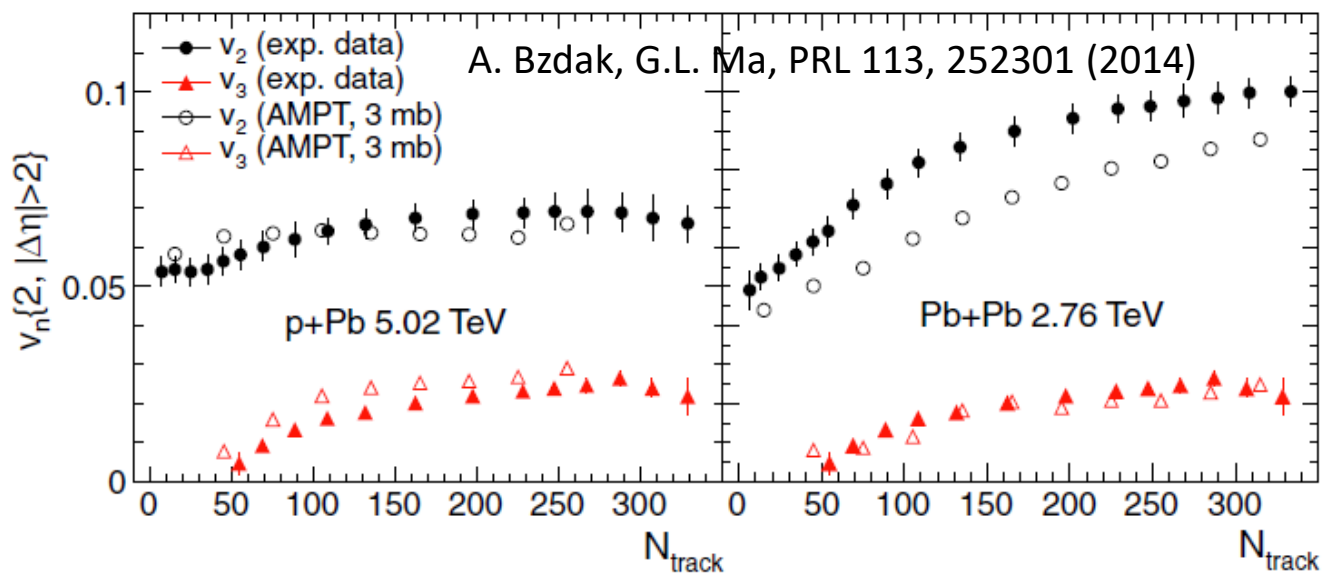 v2 (exp. data)
v3 (exp. data)
v2 (AMPT, 3 mb)
v3 (AMPT, 3 mb)
A. Bzdak, G.L. Ma, PRL 113, 252301 (2014)
0.1
0.05
0
vn{2, |Δη|>2}
p+Pb 5.02 TeV
Pb+Pb 2.76 TeV
0 50 100 150 200 250 300
Ntrack
0 50 100 150 200 250 300
Ntrack